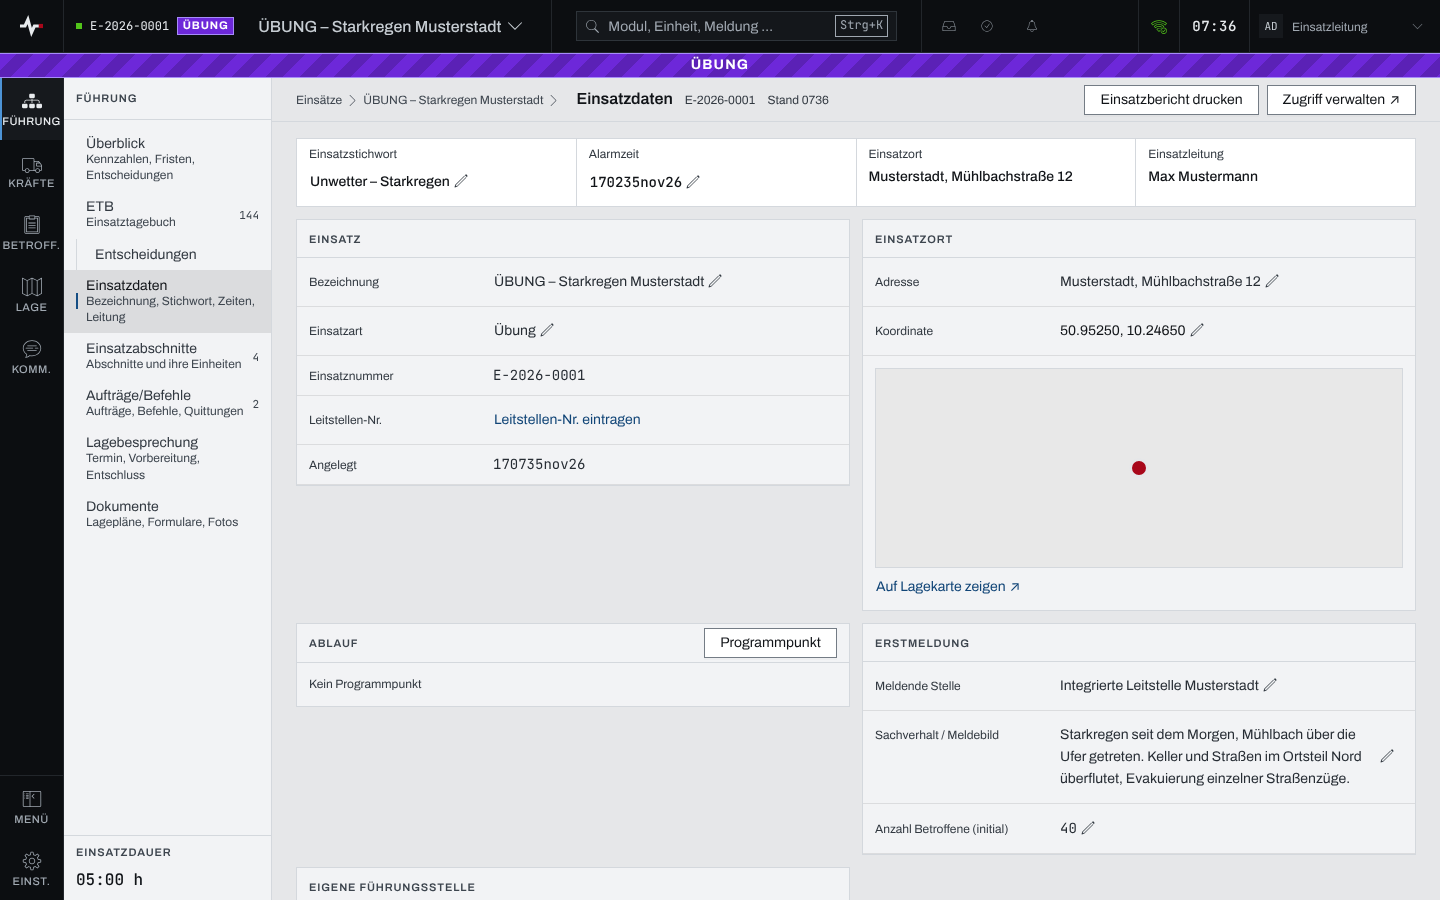 E-2026-0001 ÜBUNG ÜBUNG – Starkregen Musterstadt
Modul, Einheit, Meldung ... Strg+K
07:36
AD Einsatzleitung
ÜBUNG
FÜHRUNG
KRÄFTE
BETROFF.
LAGE
KOMM.
MENÜ
EINST.
FÜHRUNG
Überblick
Kennzahlen, Fristen,
Entscheidungen
ETB
Einsatztagebuch
144
Entscheidungen
Einsatzdaten
Bezeichnung, Stichwort, Zeiten,
Leitung
Einsatzabschnitte
Abschnitte und ihre Einheiten
4
Aufträge/Befehle
Aufträge, Befehle, Quittungen
2
Lagebesprechung
Termin, Vorbereitung,
Entschluss
Dokumente
Lagepläne, Formulare, Fotos
EINSATZDAUER
05:00 h
Einsätze ÜBUNG – Starkregen Musterstadt Einsatzdaten E-2026-0001 Stand 0736
Einsatzbericht drucken
Zugriff verwalten
Einsatzstichwort
Unwetter – Starkregen
Alarmzeit
170235nov26
Einsatzort
Musterstadt, Mühlbachstraße 12
Einsatzleitung
Max Mustermann
EINSATZ
Bezeichnung ÜBUNG – Starkregen Musterstadt
Einsatzart Übung
Einsatznummer E-2026-0001
Leitstellen-Nr. Leitstellen-Nr. eintragen
Angelegt 170735nov26
EINSATZORT
Adresse Musterstadt, Mühlbachstraße 12
Koordinate 50.95250, 10.24650
Auf Lagekarte zeigen
ABLAUF
Programmpunkt
Kein Programmpunkt
ERSTMELDUNG
Meldende Stelle Integrierte Leitstelle Musterstadt
Sachverhalt / Meldebild Starkregen seit dem Morgen, Mühlbach über die
Ufer getreten. Keller und Straßen im Ortsteil Nord
überflutet, Evakuierung einzelner Straßenzüge.
Anzahl Betroffene (initial) 40
EIGENE FÜHRUNGSSTELLE